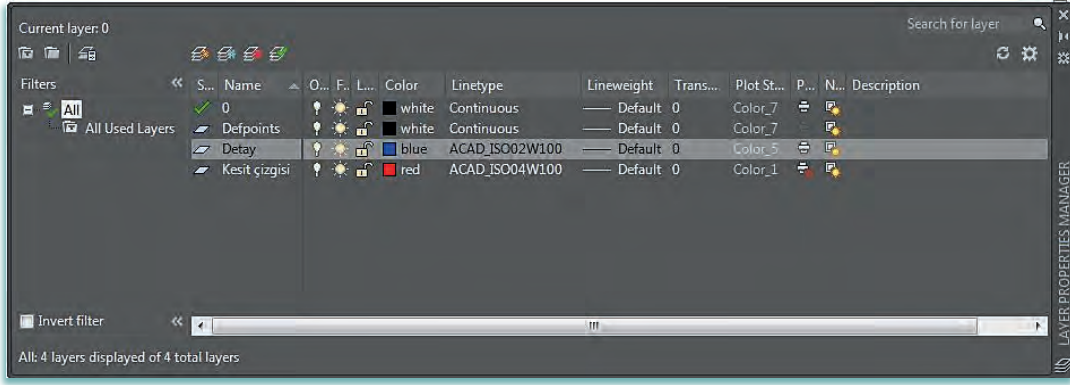 Current layer: 0
Search for layer
Filters
S... Name O... F.. L... Color Linetype Lineweight Trans... Plot St... P... N... Description
All
0 white Continuous Default 0 Color_7
All Used Layers
Defpoints white Continuous Default 0 Color_7
Detay blue ACAD_ISO02W100 Default 0 Color_5
Kesit çizgisi red ACAD_ISO04W100 Default 0 Color_1
Invert filter
All: 4 layers displayed of 4 total layers
LAYER PROPERTIES MANAGER